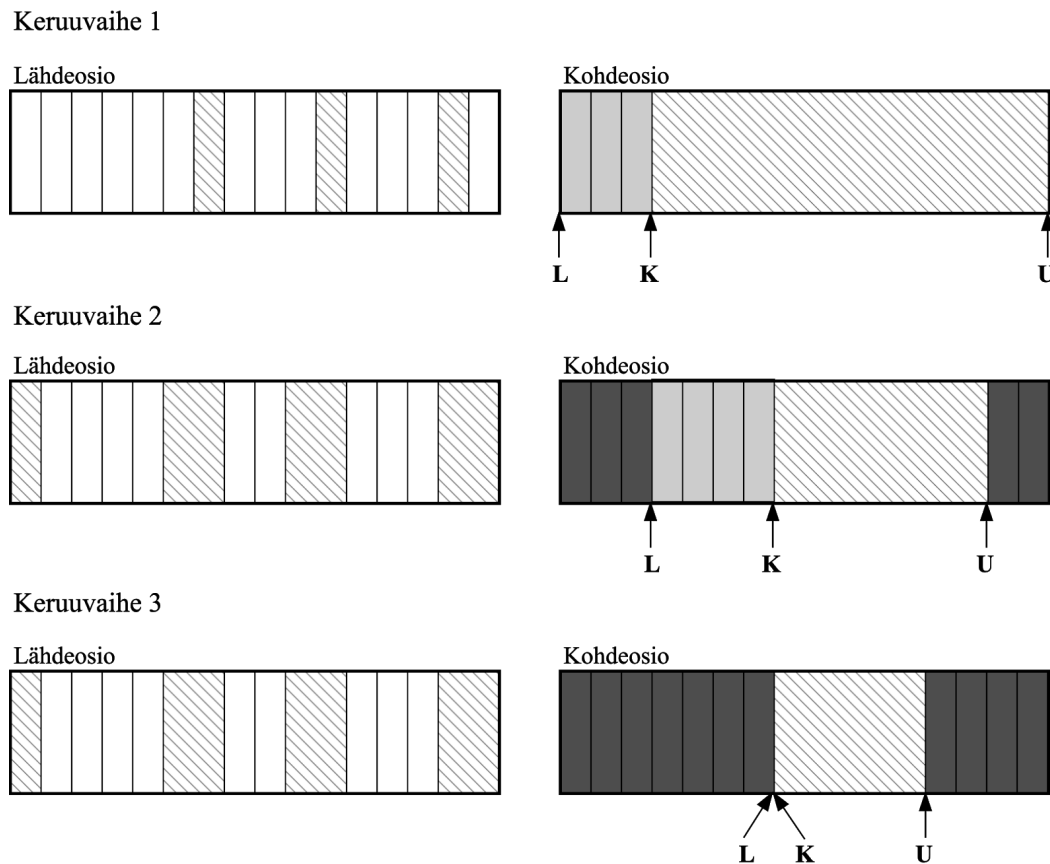 Keruuvaihe 1
Lähdeosio Kohdeosio
L K U
Keruuvaihe 2
Lähdeosio Kohdeosio
L K U
Keruuvaihe 3
Lähdeosio Kohdeosio
L K U